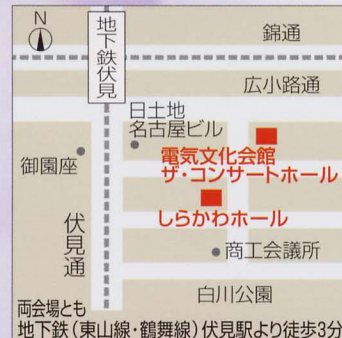 N
錦通
地下鉄伏見
広小路通
日土地
名古屋ビル
御園座
電気文化会館
ザ・コンサートホール
しらかわホール
伏見通
商工会議所
白川公園
両会場とも
地下鉄(東山線・鶴舞線)伏見駅より徒歩3分